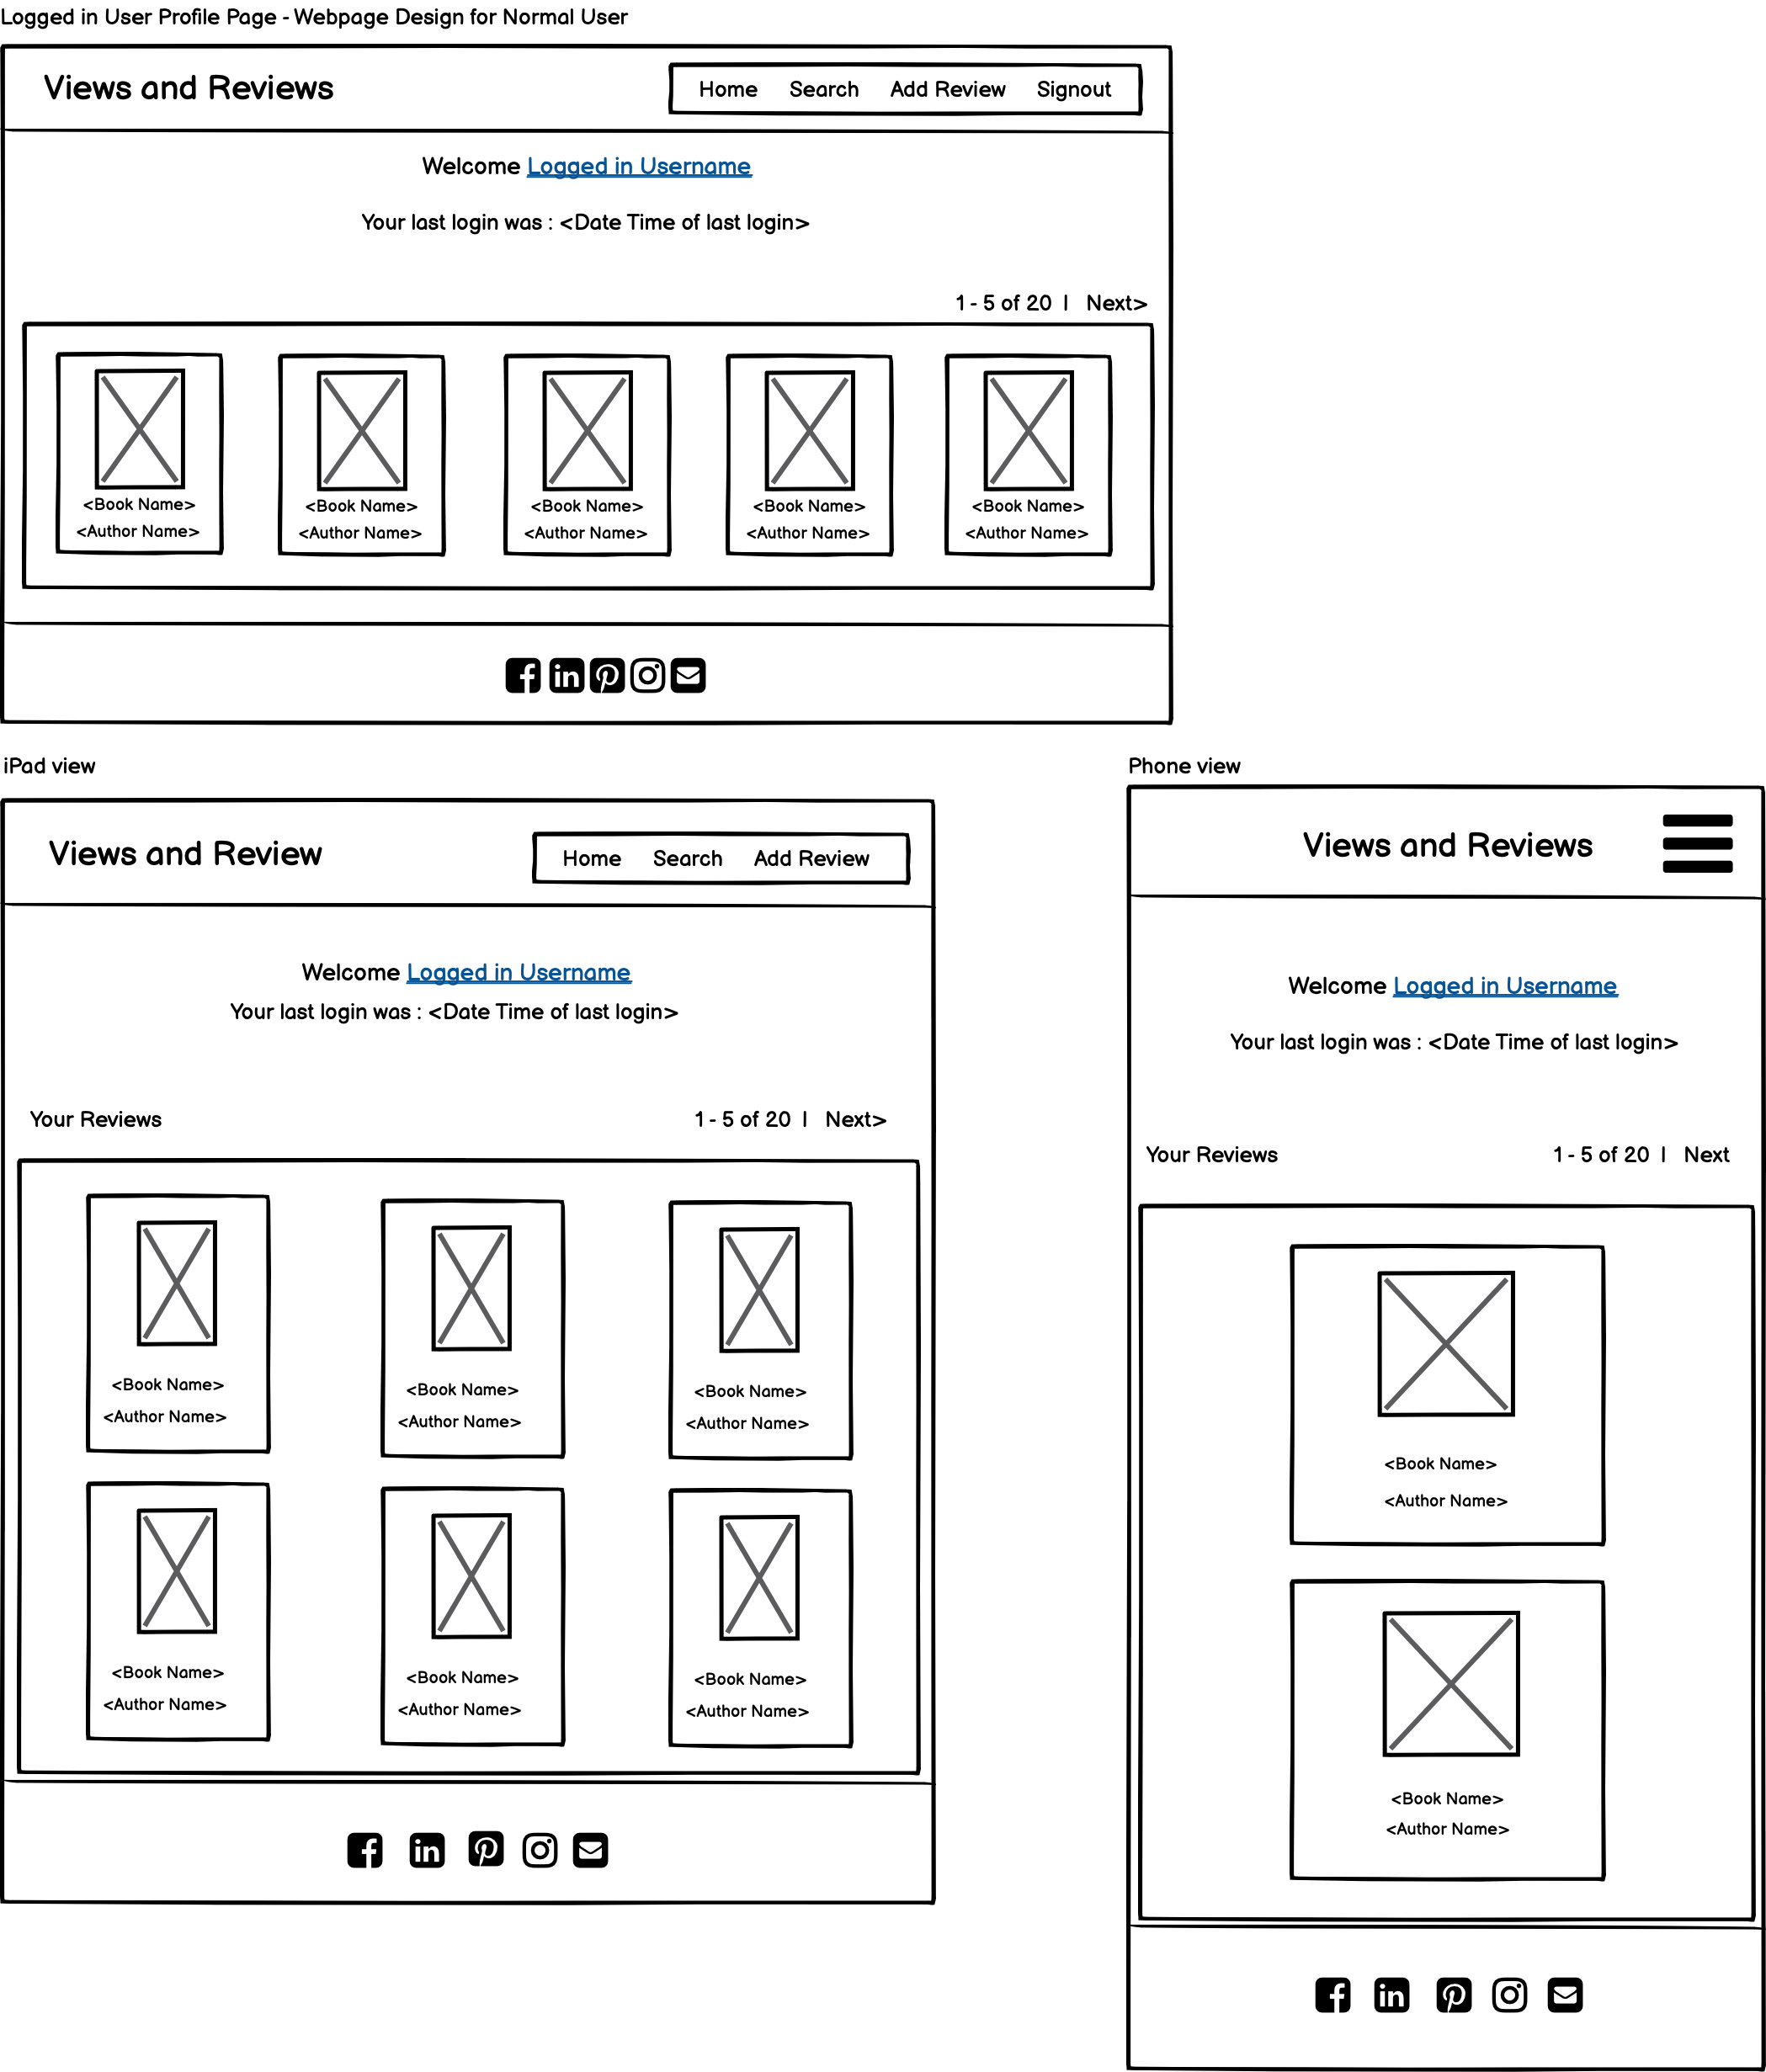 Logged in User Profile Page - Webpage Design for Normal User
Views and Reviews
Home Search Add Review Signout
Welcome Logged in Username
Your last login was : <Date Time of last login>
1 - 5 of 20 | Next>
<Book Name> <Book Name> <Book Name> <Book Name> <Book Name>
<Author Name> <Author Name> <Author Name> <Author Name> <Author Name>
iPad view
Views and Review
Home Search Add Review
Welcome Logged in Username
Your last login was : <Date Time of last login>
Your Reviews 1 - 5 of 20 | Next>
<Book Name> <Book Name> <Book Name>
<Author Name> <Author Name> <Author Name>
<Book Name> <Book Name> <Book Name>
<Author Name> <Author Name> <Author Name>
Phone view
Views and Reviews
Welcome Logged in Username
Your last login was : <Date Time of last login>
Your Reviews 1 - 5 of 20 | Next
<Book Name>
<Author Name>
<Book Name>
<Author Name>